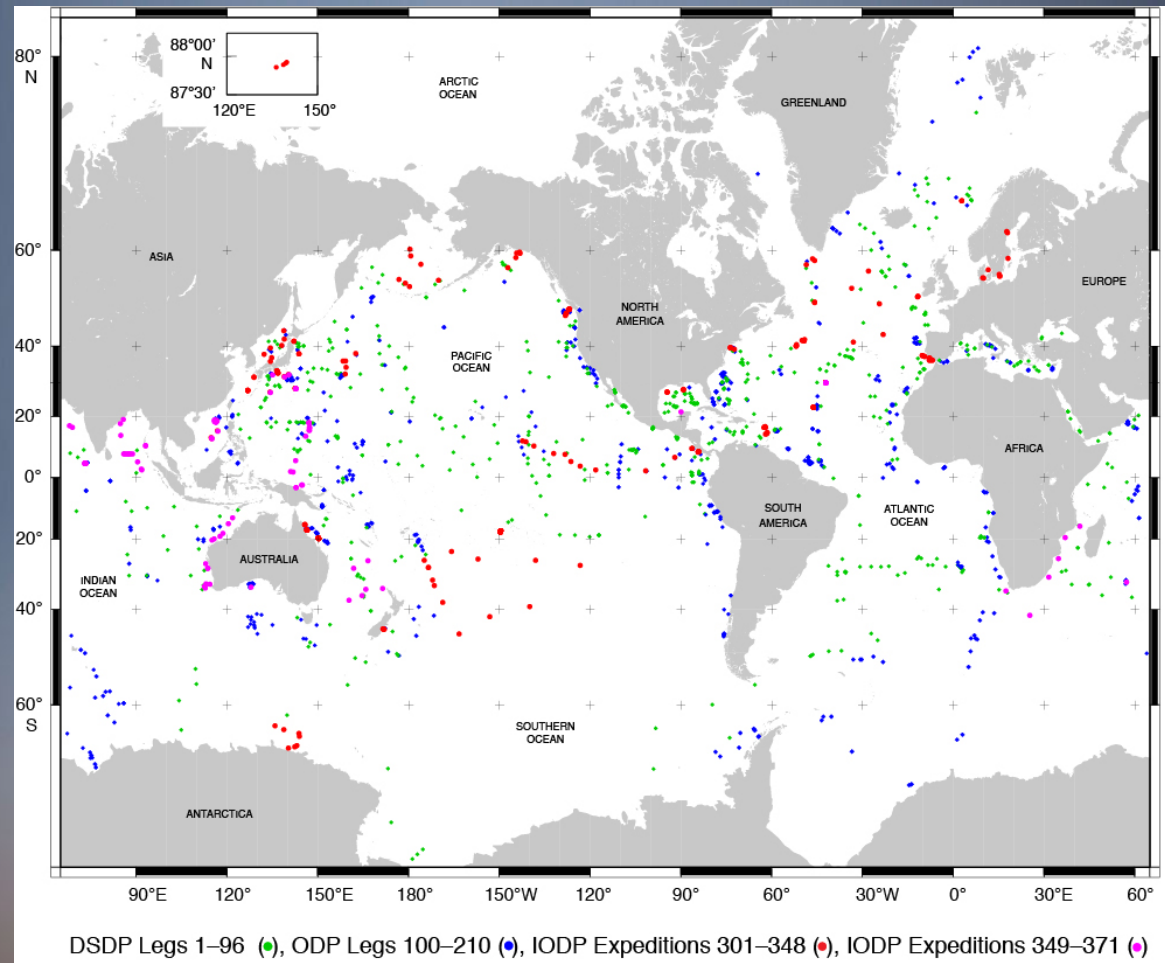 80°
N
88°00'
N
87°30'
120°E 150°
ARCTIC
OCEAN
GREENLAND
60°
ASIA
EUROPE
NORTH
AMERICA
40°
PACIFIC
OCEAN
20°
AFRICA
0°
SOUTH
AMERICA
ATLANTIC
OCEAN
20°
AUSTRALIA
INDIAN
OCEAN
40°
60°
S
SOUTHERN
OCEAN
ANTARCTICA
90°E 120° 150°E 180° 150°W 120° 90° 60° 30°W 0° 30°E 60°
DSDP Legs 1–96 (•), ODP Legs 100–210 (•), IODP Expeditions 301–348 (•), IODP Expeditions 349–371 (•)